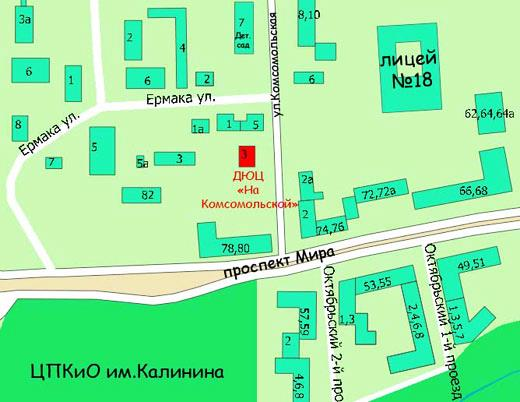 3а
2
4
7
Дет.
сад
8,10
6
1
6
2
6
лицей
№18
ул.Комсомольская
Ермака ул.
62,64,64а
8
Ермака ул.
7
5
5а
3
1а
1
5
3
ДЮЦ
«На
Комсомольской»
82
2а
2
72,72а
66,68
74,76
78,80
проспект Мира
Октябрьский 2-й про
Октябрьский 1-й проезд
53,55
49,51
57,59
1,3
2,4,6,8
1,3,5,7
2
4,6,8
ЦПКиО им.Калинина